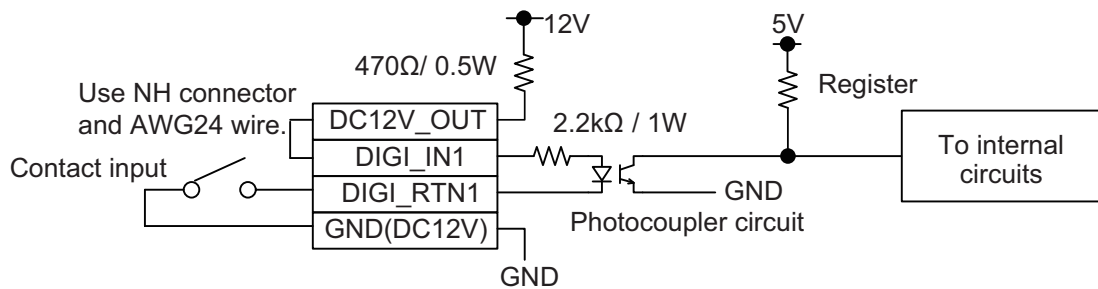 12V
5V
470Ω/ 0.5W
Register
Use NH connector
and AWG24 wire.
DC12V_OUT
2.2kΩ / 1W
To internal
circuits
DIGI_IN1
Contact input
DIGI_RTN1
GND
Photocoupler circuit
GND(DC12V)
GND